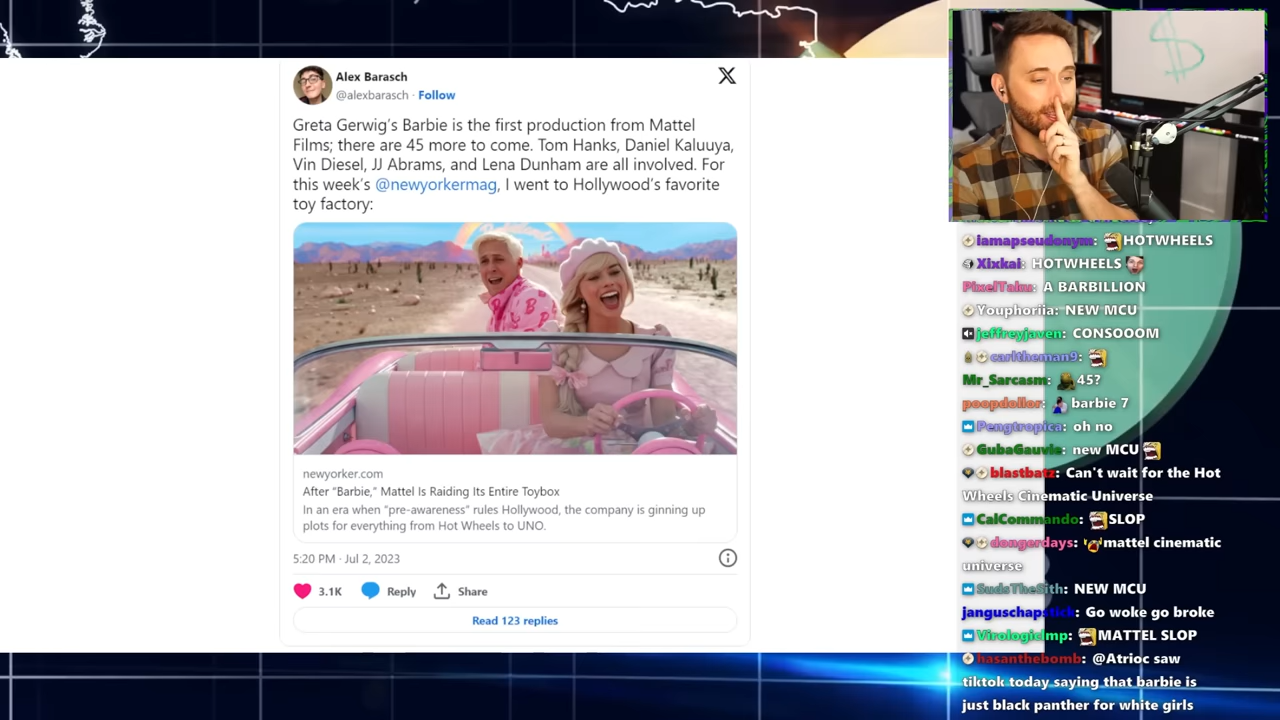 Alex Barasch
@alexbarasch · Follow
Greta Gerwig's Barbie is the first production from Mattel
Films; there are 45 more to come. Tom Hanks, Daniel Kaluuya,
Vin Diesel, JJ Abrams, and Lena Dunham are all involved. For
this week's @newyorkermag, I went to Hollywood's favorite
toy factory:
newyorker.com
After “Barbie,” Mattel Is Raiding Its Entire Toybox
In an era when “pre-awareness” rules Hollywood, the company is ginning up
plots for everything from Hot Wheels to UNO.
5:20 PM · Jul 2, 2023
3.1K Reply Share
Read 123 replies
$
iamapseudonym: HOTWHEELS
Xixkai: HOTWHEELS
PixelToku: A BARBILLION
Youphoriia: NEW MCU
jeffreyjaven: CONSOOOM
carltheman9:
Mr_Sarcasm: 45?
poopdollor: barbie 7
Pengtropica: oh no
GubaGauvie: new MCU
blastbatz: Can't wait for the Hot
Wheels Cinematic Universe
CalCommando: SLOP
dongerdays: mattel cinematic
universe
SudsTheSith: NEW MCU
janguschapstick: Go woke go broke
VirologicImp: MATTEL SLOP
hasanthebomb: @Atrioc saw
tiktok today saying that barbie is
just black panther for white girls